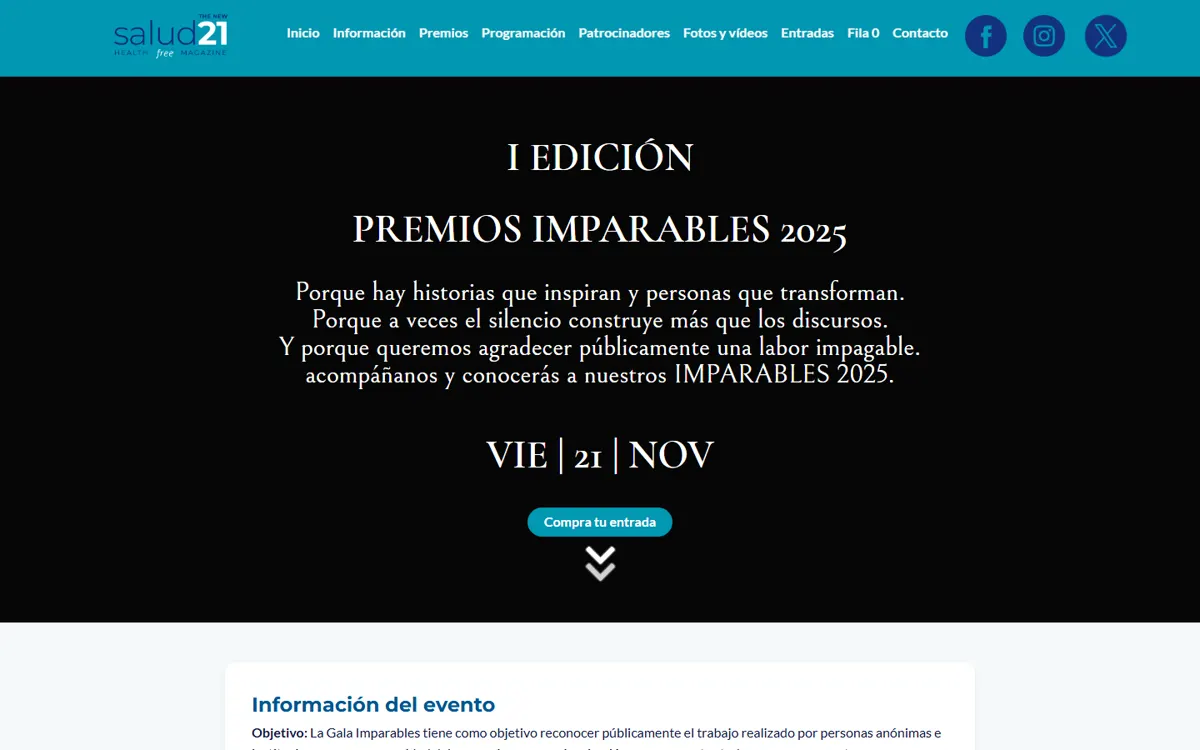 THE NEW
salud21
HEALTH free MAGAZINE
Inicio Información Premios Programación Patrocinadores Fotos y vídeos Entradas Fila 0 Contacto
I EDICIÓN
PREMIOS IMPARABLES 2025
Porque hay historias que inspiran y personas que transforman.
Porque a veces el silencio construye más que los discursos.
Y porque queremos agradecer públicamente una labor impagable.
acompáñanos y conocerás a nuestros IMPARABLES 2025.
VIE | 21 | NOV
Compra tu entrada
Información del evento
Objetivo: La Gala Imparables tiene como objetivo reconocer públicamente el trabajo realizado por personas anónimas e